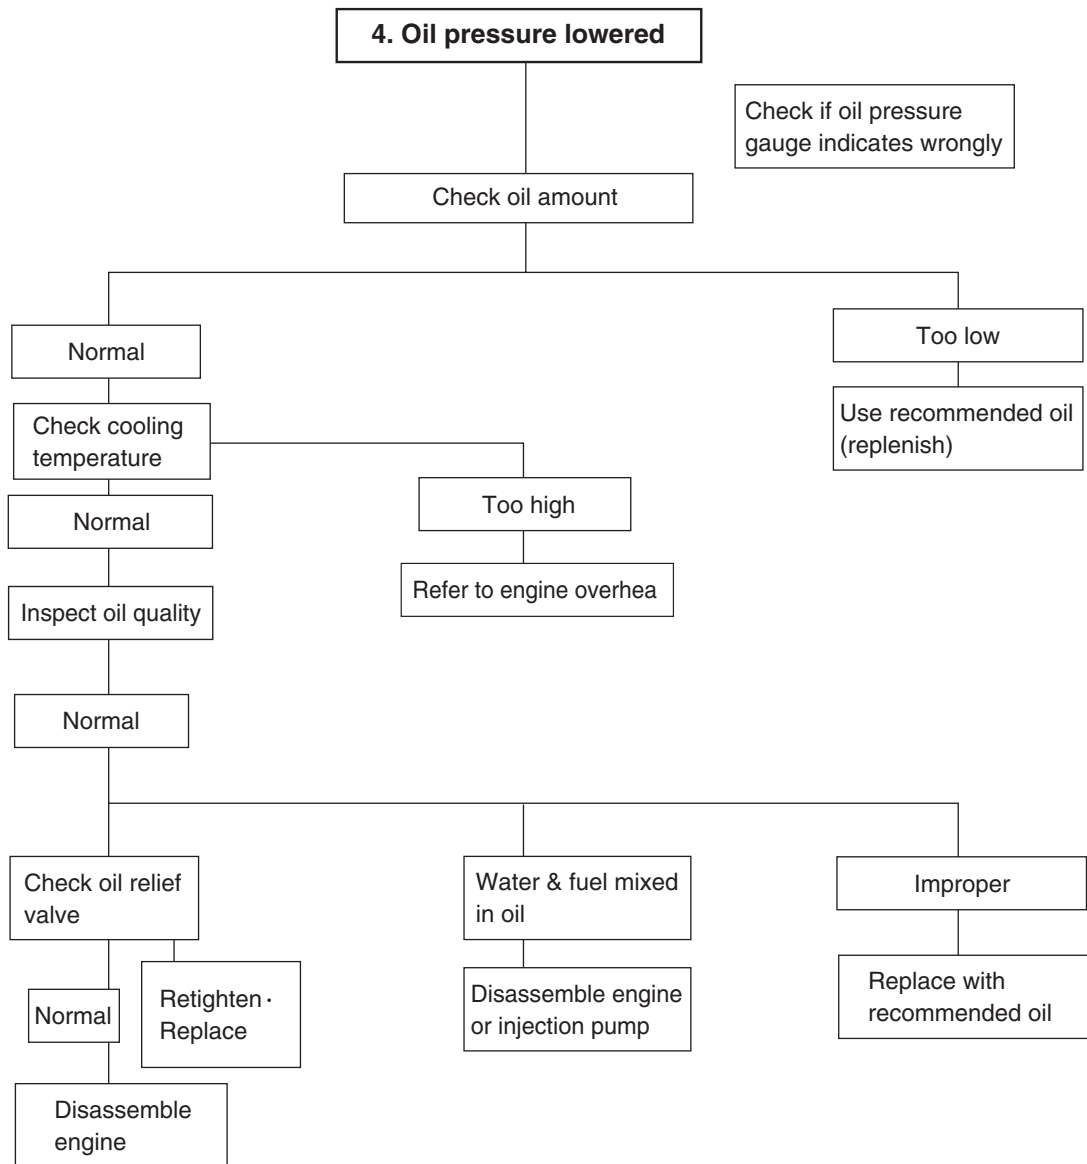 4. Oil pressure lowered
Check if oil pressure
gauge indicates wrongly
Check oil amount
Normal
Too low
Check cooling
temperature
Use recommended oil
(replenish)
Normal
Too high
Inspect oil quality
Refer to engine overhea
Normal
Check oil relief
valve
Water & fuel mixed
in oil
Improper
Normal
Retighten·
Replace
Disassemble engine
or injection pump
Replace with
recommended oil
Disassemble
engine